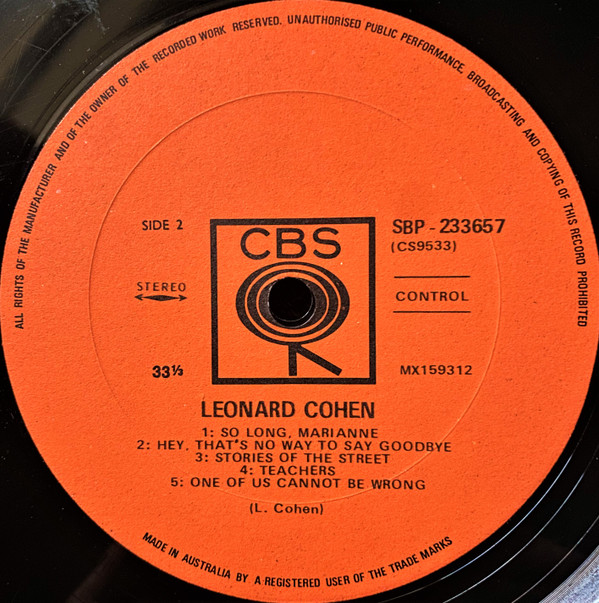 ALL RIGHTS OF THE MANUFACTURER AND OF THE OWNER OF THE RECORDED WORK RESERVED. UNAUTHORISED PUBLIC PERFORMANCE, BROADCASTING AND COPYING OF THIS RECORD PROHIBITED
SIDE 2
CBS
SBP - 233657
(CS9533)
STEREO
CONTROL
33⅓
MX159312
LEONARD COHEN
1: SO LONG, MARIANNE
2: HEY, THAT'S NO WAY TO SAY GOODBYE
3: STORIES OF THE STREET
4: TEACHERS
5: ONE OF US CANNOT BE WRONG
(L. Cohen)
MADE IN AUSTRALIA BY A REGISTERED USER OF THE TRADE MARKS